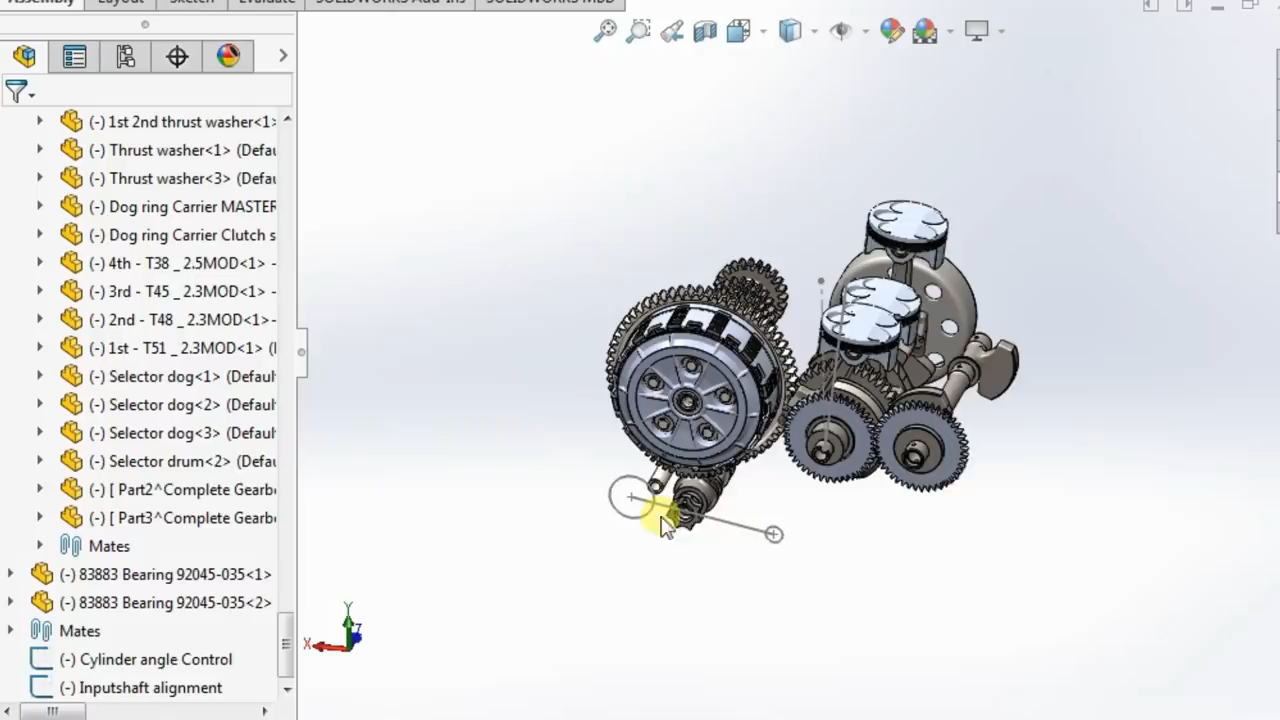 Assembly Layout Sketch Evaluate SOLIDWORKS Add-Ins SOLIDWORKS MBD
(-) 1st 2nd thrust washer<1>
(-) Thrust washer<1> (Defau
(-) Thrust washer<3> (Defau
(-) Dog ring Carrier MASTER
(-) Dog ring Carrier Clutch s
(-) 4th - T38 _ 2.5MOD<1> -
(-) 3rd - T45 _ 2.3MOD<1> -
(-) 2nd - T48 _ 2.3MOD<1>-
(-) 1st - T51 _ 2.3MOD<1> (
(-) Selector dog<1> (Defaul
(-) Selector dog<2> (Defaul
(-) Selector dog<3> (Defaul
(-) Selector drum<2> (Defau
(-) [ Part2^Complete Gearb
(-) [ Part3^Complete Gearb
Mates
(-) 83883 Bearing 92045-035<1>
(-) 83883 Bearing 92045-035<2>
Mates
(-) Cylinder angle Control
(-) Inputshaft alignment
Y
X
Z